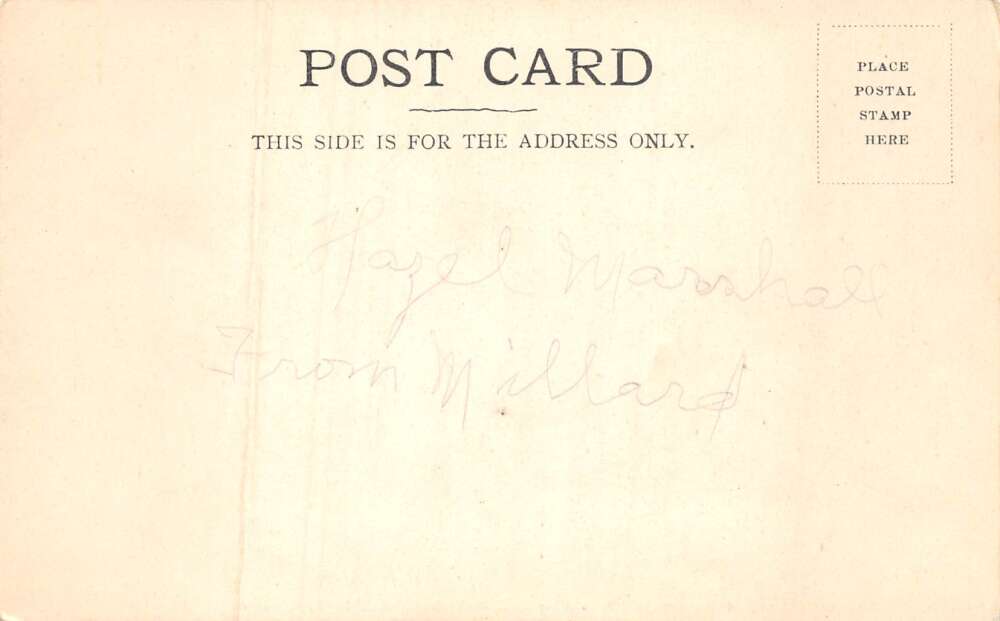 POST CARD
THIS SIDE IS FOR THE ADDRESS ONLY.
PLACE
POSTAL
STAMP
HERE
Hazel Marshall
From Millard